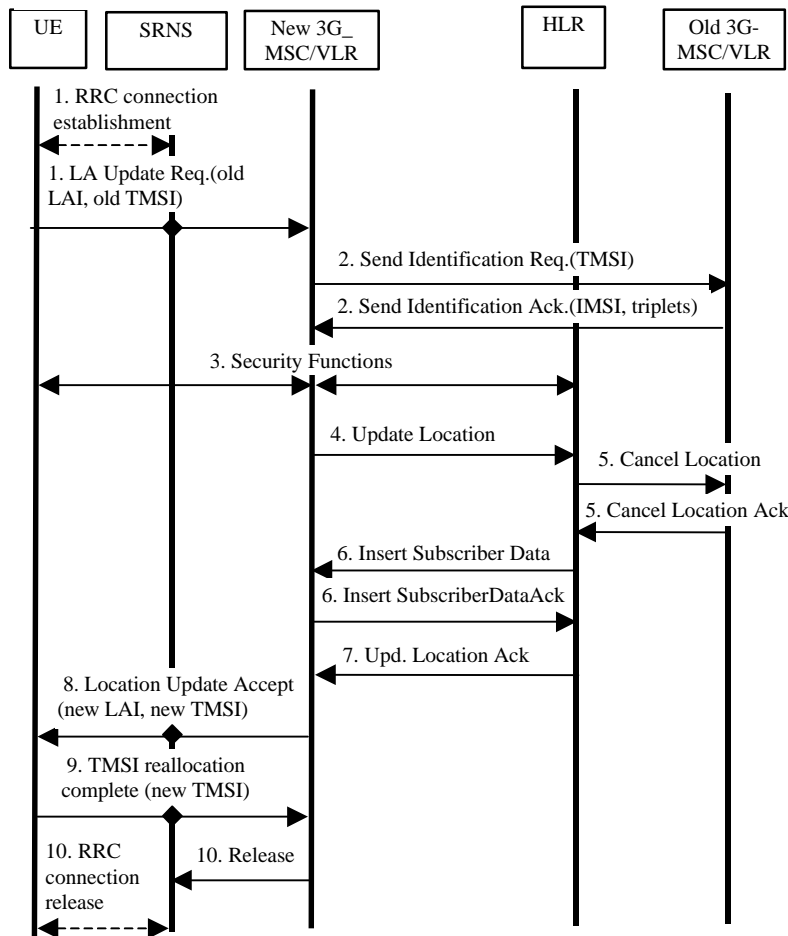 UE
SRNS
New 3G_
MSC/VLR
HLR
Old 3G-
MSC/VLR
1. RRC connection
establishment
1. LA Update Req.(old
LAI, old TMSI)
2. Send Identification Req.(TMSI)
2. Send Identification Ack.(IMSI, triplets)
3. Security Functions
4. Update Location
5. Cancel Location
5. Cancel Location Ack
6. Insert Subscriber Data
6. Insert SubscriberDataAck
7. Upd. Location Ack
8. Location Update Accept
(new LAI, new TMSI)
9. TMSI reallocation
complete (new TMSI)
10. RRC
connection
release
10. Release